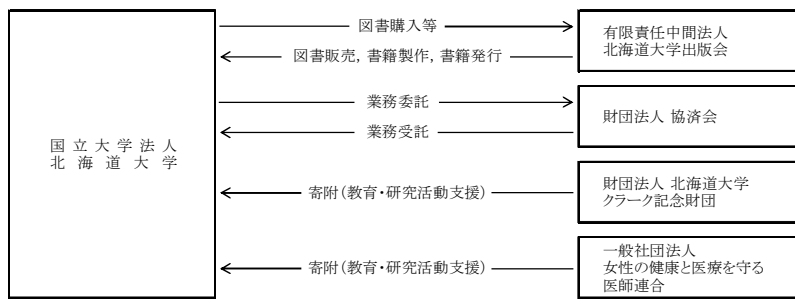 国立大学法人
北海道大学
図書購入等
図書販売, 書籍製作, 書籍発行
有限責任中間法人
北海道大学出版会
業務委託
業務受託
財団法人 協済会
寄附(教育・研究活動支援)
財団法人 北海道大学
クラーク記念財団
寄附(教育・研究活動支援)
一般社団法人
女性の健康と医療を守る
医師連合